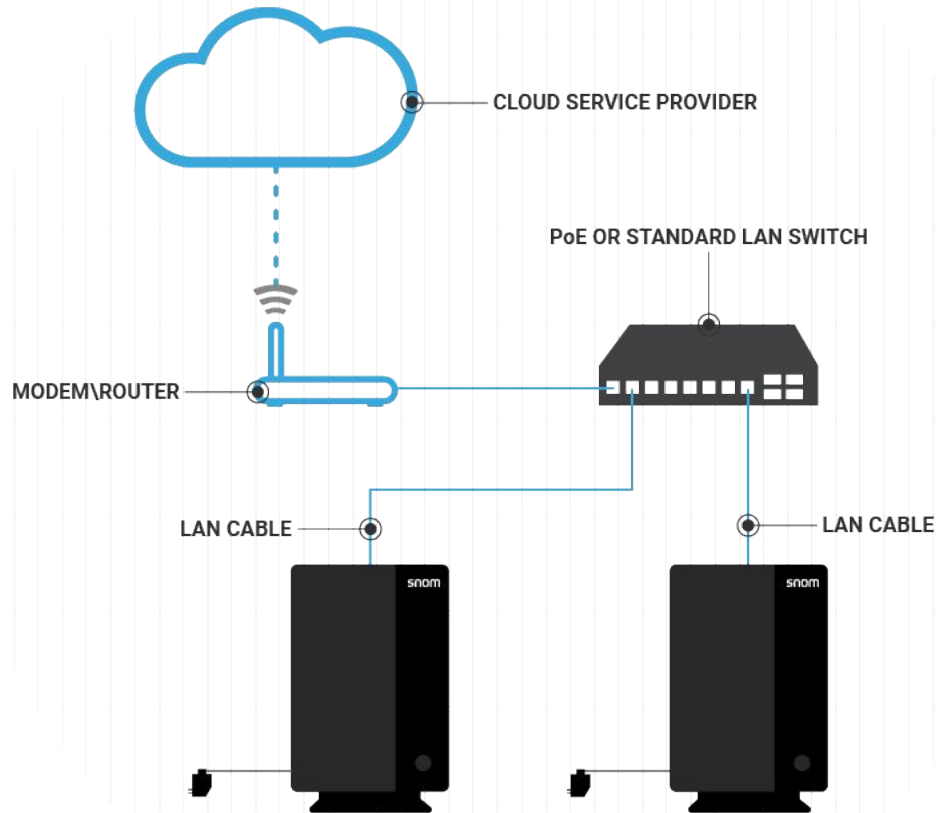 CLOUD SERVICE PROVIDER
PoE OR STANDARD LAN SWITCH
MODEM\ROUTER
LAN CABLE
LAN CABLE
snom
snom